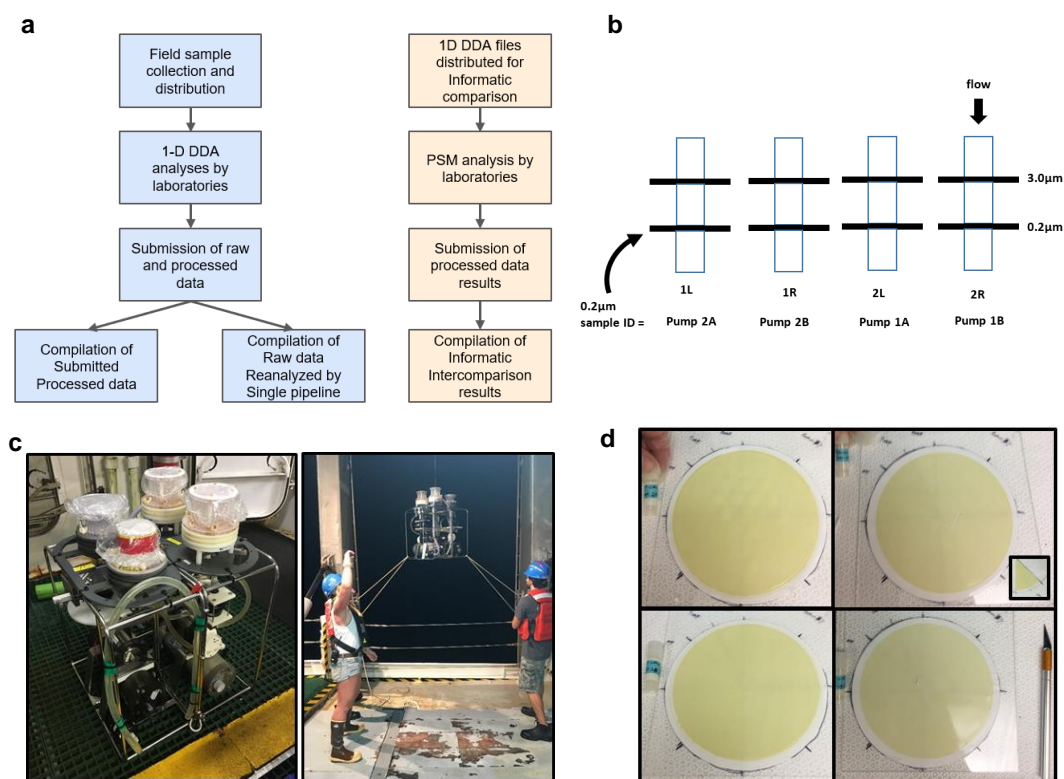 a
Field sample
collection and
distribution
1-D DDA
analyses by
laboratories
Submission of raw
and processed
data
Compilation of
Submitted
Processed data
Compilation of
Raw data
Reanalyzed by
Single pipeline
1D DDA files
distributed for
Informatic
comparison
PSM analysis by
laboratories
Submission of
processed data
results
Compilation of
Informatic
Intercomparison
results
b
flow
3.0µm
0.2µm
1L
1R
2L
2R
0.2µm
sample ID =
Pump 2A
Pump 2B
Pump 1A
Pump 1B
c
d